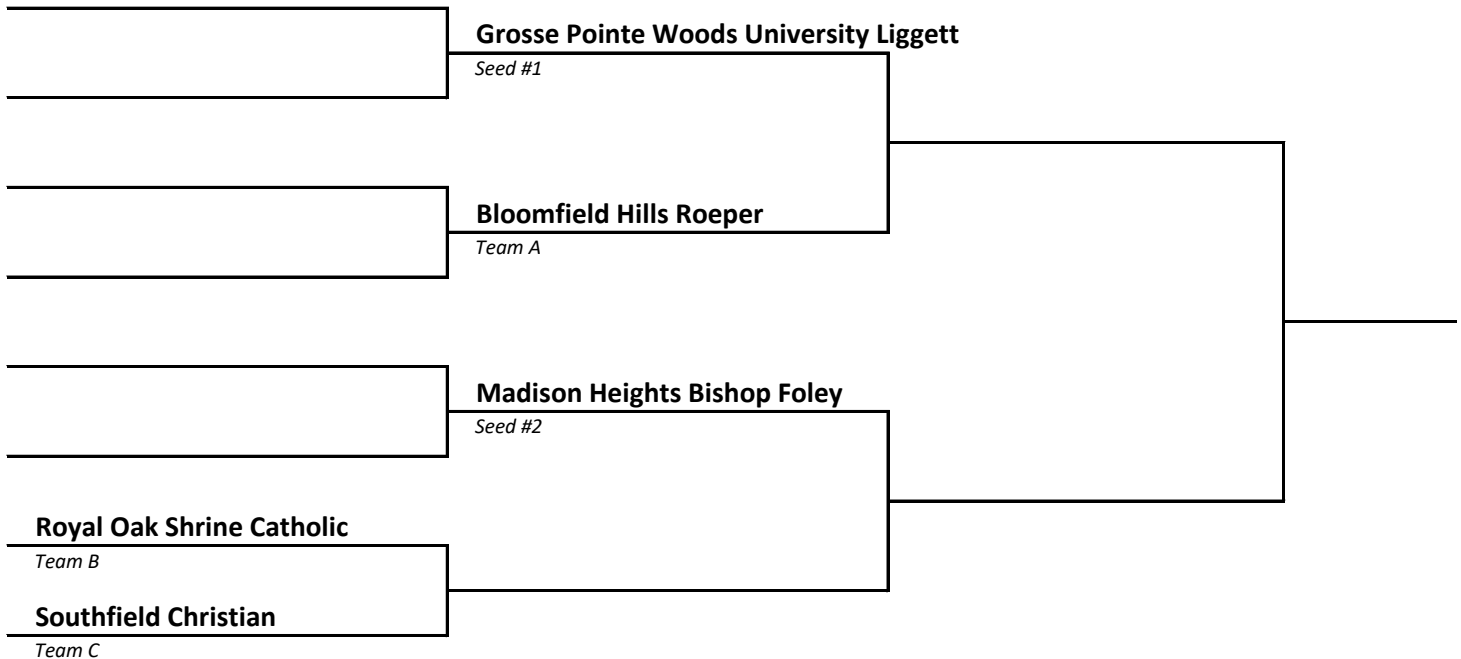 Grosse Pointe Woods University Liggett
Seed #1
Bloomfield Hills Roeper
Team A
Madison Heights Bishop Foley
Seed #2
Royal Oak Shrine Catholic
Team B
Southfield Christian
Team C